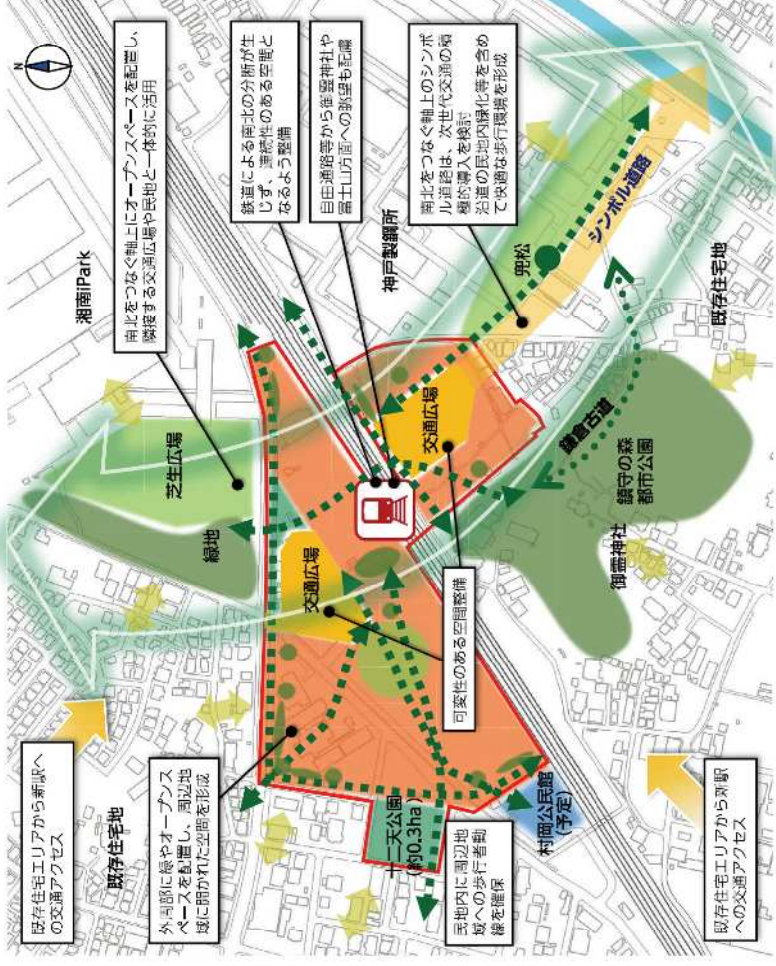 N
南北をつなぐ軸上にオープンスペースを配置し、
隣接する交通広場や民地と一体的に活用
湘南iPark
鉄道による南北の分断が生
じず、連続性のある空間と
なるよう整備
自由通路等から御霊神社や
富士山方面への眺望も配慮
神戸製鋼所
南北をつなぐ軸上のシンボ
ル道路は、次世代交通の積
極的導入を検討
沿道の民地内緑化等を含め
て快適な歩行環境を形成
兜松
シンボル道路
既存住宅地
芝生広場
緑地
交通広場
交通広場
鎌倉古道
鎮守の森
都市公園
御霊神社
可変性のある空間整備
既存住宅エリアから新駅へ
の交通アクセス
既存住宅地
外周部に緑やオープンス
ペースを配置し、周辺地
域に開かれた空間を形成
十二天公園
(約0.3ha)
民地内に周辺地
域への歩行者動
線を確保
村岡公民館
(予定)
既存住宅エリアから新駅
への交通アクセス